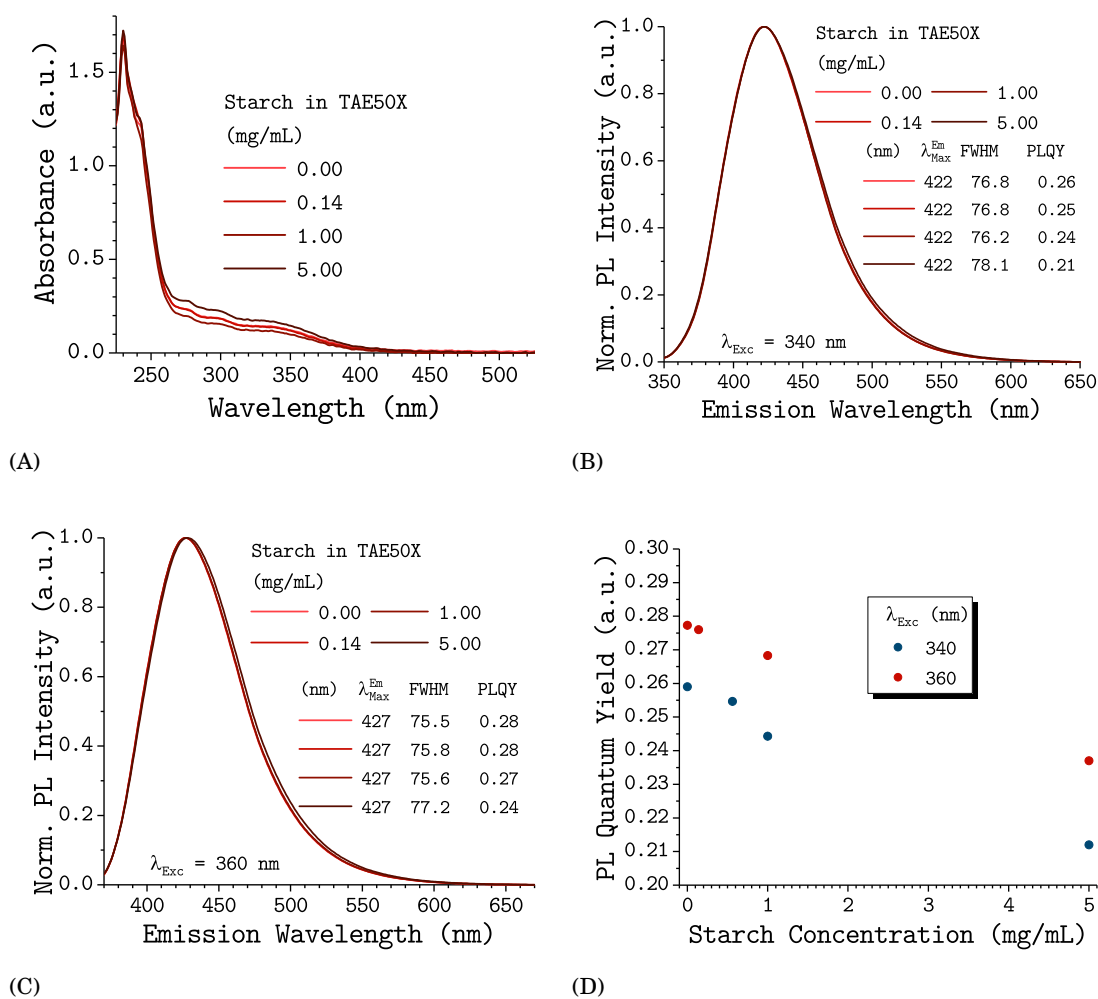 Absorbance (a.u.)
1.5
1.0
0.5
0.0
Starch in TAE50X
(mg/mL)
0.00
0.14
1.00
5.00
250 300 350 400 450 500
Wavelength (nm)
(A)
Norm. PL Intensity (a.u.)
1.0
0.8
0.6
0.4
0.2
0.0
Starch in TAE50X
(mg/mL)
0.00 1.00
0.14 5.00
(nm) λ Em Max FWHM PLQY
422 76.8 0.26
422 76.8 0.25
422 76.2 0.24
422 78.1 0.21
λExc = 340 nm
350 400 450 500 550 600 650
Emission Wavelength (nm)
(B)
Norm. PL Intensity (a.u.)
1.0
0.8
0.6
0.4
0.2
0.0
Starch in TAE50X
(mg/mL)
0.00 1.00
0.14 5.00
(nm) λ Em Max FWHM PLQY
427 75.5 0.28
427 75.8 0.28
427 75.6 0.27
427 77.2 0.24
λExc = 360 nm
400 450 500 550 600 650
Emission Wavelength (nm)
(C)
PL Quantum Yield (a.u.)
0.30
0.29
0.28
0.27
0.26
0.25
0.24
0.23
0.22
0.21
0.20
λExc (nm)
340
360
0 1 2 3 4 5
Starch Concentration (mg/mL)
(D)